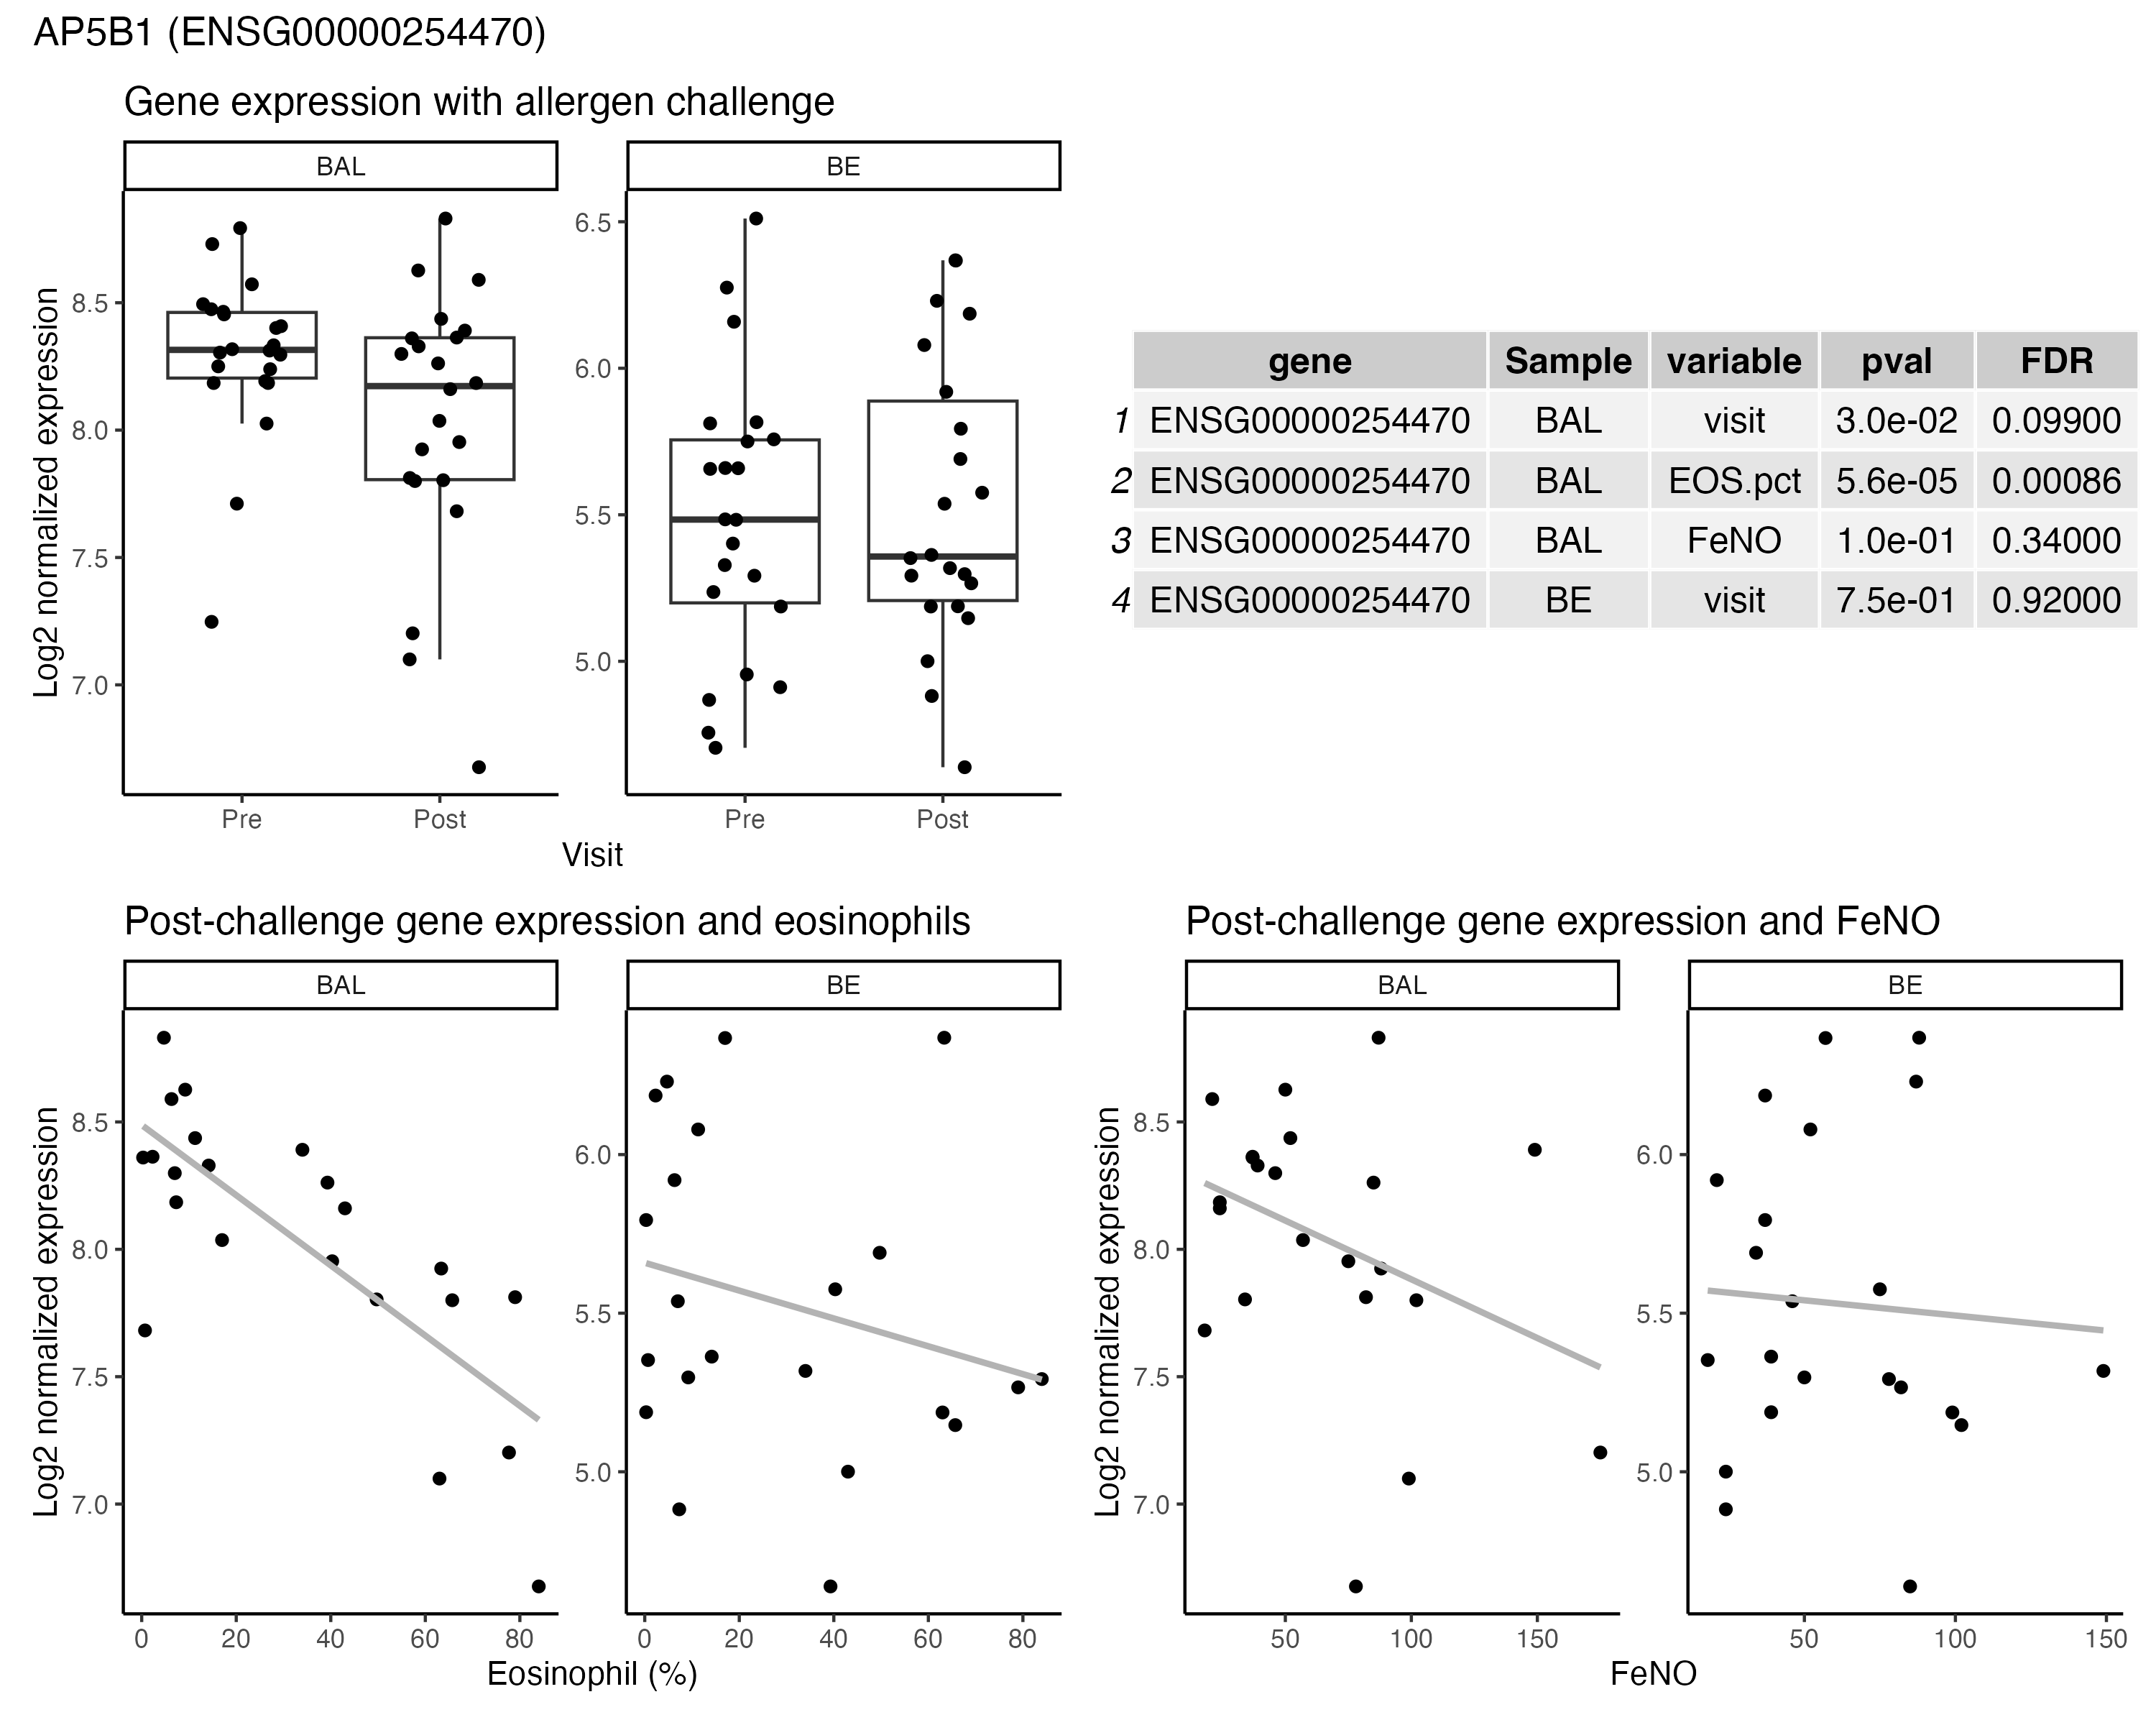 AP5B1 (ENSG00000254470)
Gene expression with allergen challenge
BAL BE
Log2 normalized expression
8.5
8.0
7.5
7.0
6.5
6.0
5.5
5.0
Pre Post Pre Post
Visit
gene Sample variable pval FDR
1 ENSG00000254470 BAL visit 3.0e-02 0.09900
2 ENSG00000254470 BAL EOS.pct 5.6e-05 0.00086
3 ENSG00000254470 BAL FeNO 1.0e-01 0.34000
4 ENSG00000254470 BE visit 7.5e-01 0.92000
Post-challenge gene expression and eosinophils
BAL BE
Log2 normalized expression
8.5
8.0
7.5
7.0
6.0
5.5
5.0
0 20 40 60 80 0 20 40 60 80
Eosinophil (%)
Post-challenge gene expression and FeNO
BAL BE
Log2 normalized expression
8.5
8.0
7.5
7.0
6.0
5.5
5.0
50 100 150 50 100 150
FeNO